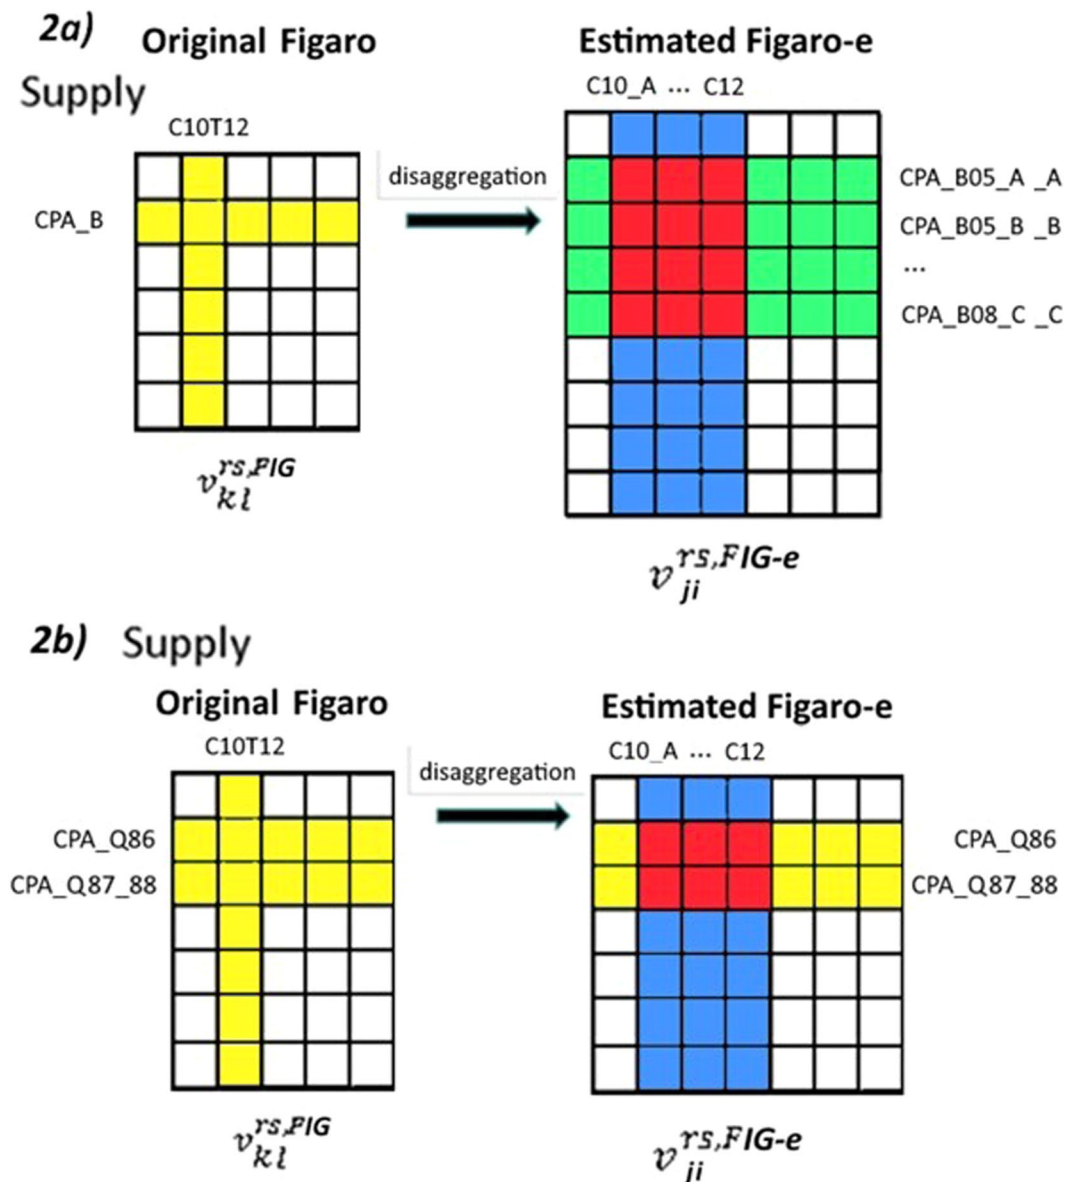 2a)
Original Figaro
Estimated Figaro-e
Supply
C10_A ... C12
C10T12
disaggregation
CPA_B
CPA_B05_A _A
CPA_B05_B _B
...
CPA_B08_C _C
v rs,FIG kl
v rs,FIG-e ji
2b) Supply
Original Figaro
Estimated Figaro-e
C10T12
C10_A ... C12
disaggregation
CPA_Q86
CPA_Q86
CPA_Q87_88
CPA_Q87_88
v rs,FIG kl
v rs,FIG-e ji